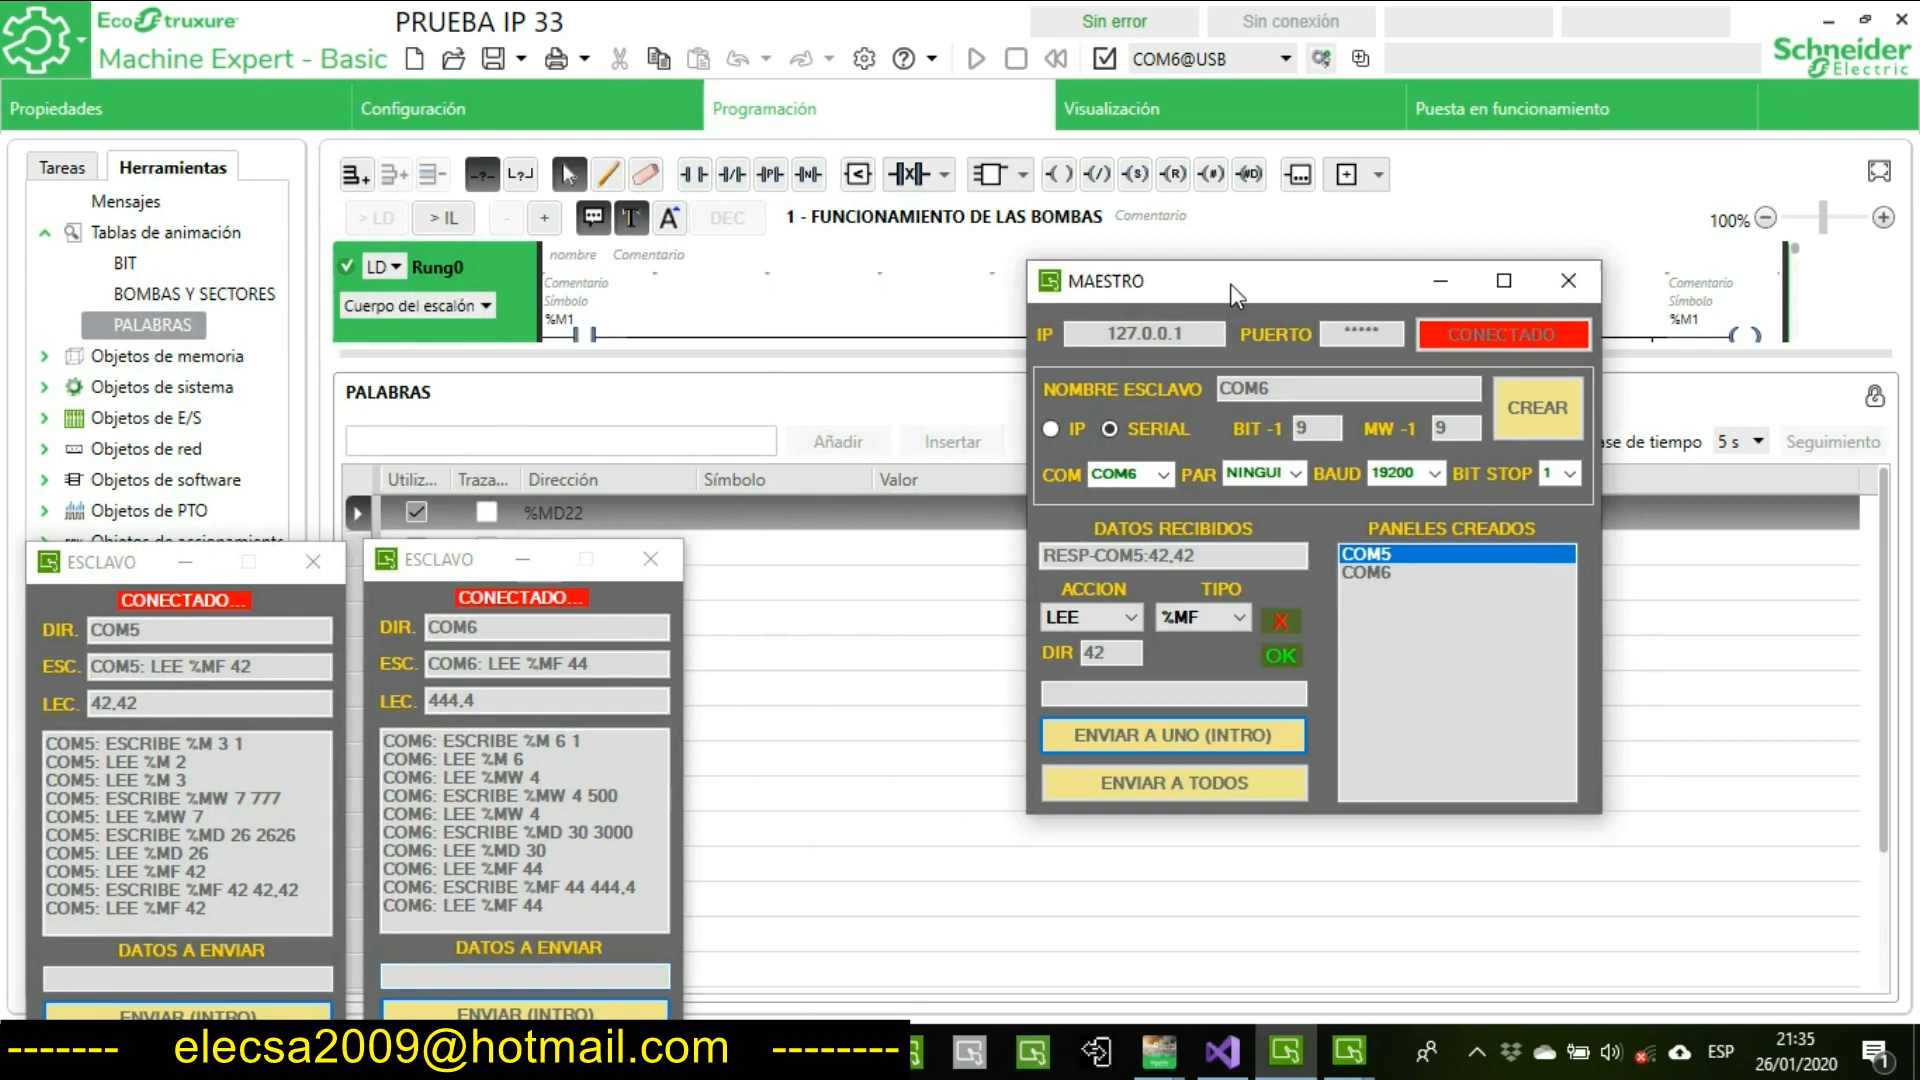 EcoStruxure
Machine Expert - Basic
PRUEBA IP 33
Sin error
Sin conexión
COM6@USB
Schneider
Electric
Propiedades
Configuración
Programación
Visualización
Puesta en funcionamiento
Tareas
Herramientas
Mensajes
Tablas de animación
BIT
BOMBAS Y SECTORES
PALABRAS
Objetos de memoria
Objetos de sistema
Objetos de E/S
Objetos de red
Objetos de software
Objetos de PTO
> LD
> IL
-
+
T
A
DEC
1 - FUNCIONAMIENTO DE LAS BOMBAS
Comentario
100%
LD
Rung0
Cuerpo del escalón
nombre
Comentario
Comentario
Símbolo
%M1
Comentario
Símbolo
%M1
PALABRAS
Añadir
Insertar
ase de tiempo
5 s
Seguimiento
Utiliz...
Traza...
Dirección
Símbolo
Valor
%MD22
MAESTRO
IP
127.0.0.1
PUERTO
*****
CONECTADO
NOMBRE ESCLAVO
COM6
CREAR
IP
SERIAL
BIT -1
9
MW -1
9
COM
COM6
PAR
NINGUI
BAUD
19200
BIT STOP
1
DATOS RECIBIDOS
RESP-COM5:42,42
ACCION
TIPO
LEE
%MF
X
DIR
42
OK
ENVIAR A UNO (INTRO)
ENVIAR A TODOS
PANELES CREADOS
COM5
COM6
ESCLAVO
CONECTADO...
DIR.
COM5
ESC.
COM5: LEE %MF 42
LEC.
42,42
COM5: ESCRIBE %M 3 1
COM5: LEE %M 2
COM5: LEE %M 3
COM5: ESCRIBE %MW 7 777
COM5: LEE %MW 7
COM5: ESCRIBE %MD 26 2626
COM5: LEE %MD 26
COM5: LEE %MF 42
COM5: ESCRIBE %MF 42 42,42
COM5: LEE %MF 42
DATOS A ENVIAR
ENVIAR (INTRO)
ESCLAVO
CONECTADO...
DIR.
COM6
ESC.
COM6: LEE %MF 44
LEC.
444,4
COM6: ESCRIBE %M 6 1
COM6: LEE %M 6
COM6: LEE %MW 4
COM6: ESCRIBE %MW 4 500
COM6: LEE %MW 4
COM6: ESCRIBE %MD 30 3000
COM6: LEE %MD 30
COM6: LEE %MF 44
COM6: ESCRIBE %MF 44 444,4
COM6: LEE %MF 44
DATOS A ENVIAR
ENVIAR (INTRO)
------- elecsa2009@hotmail.com --------
ESP
21:35
26/01/2020
1